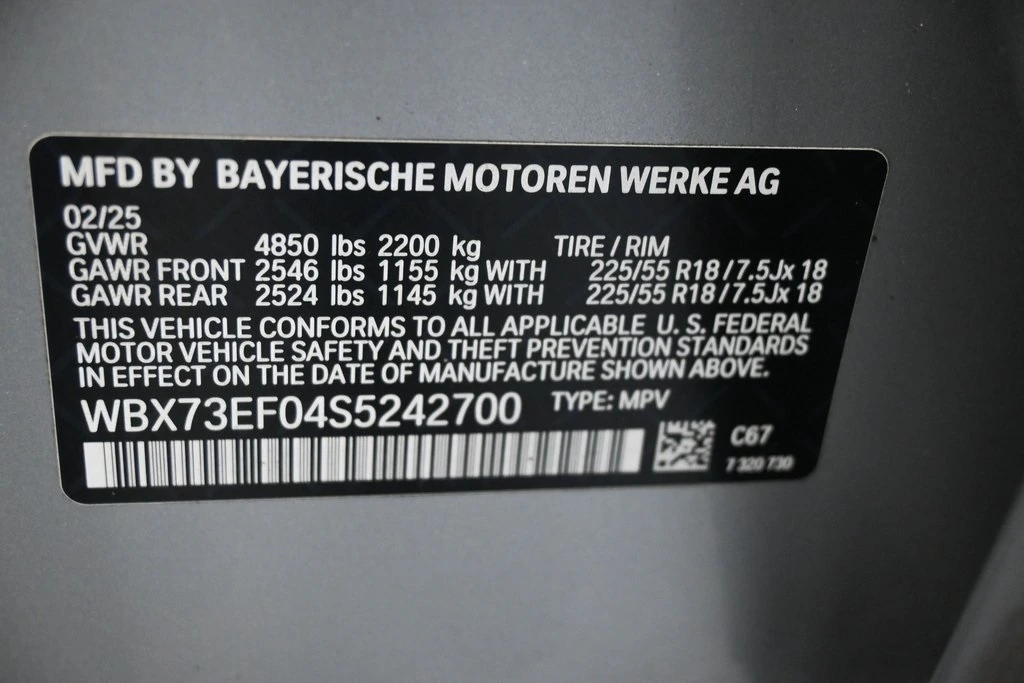 MFD BY BAYERISCHE MOTOREN WERKE AG
02/25
GVWR 4850 lbs 2200 kg TIRE / RIM
GAWR FRONT 2546 lbs 1155 kg WITH 225/55 R18 / 7.5Jx 18
GAWR REAR 2524 lbs 1145 kg WITH 225/55 R18 / 7.5Jx 18
THIS VEHICLE CONFORMS TO ALL APPLICABLE U. S. FEDERAL
MOTOR VEHICLE SAFETY AND THEFT PREVENTION STANDARDS
IN EFFECT ON THE DATE OF MANUFACTURE SHOWN ABOVE.
WBX73EF04S5242700 TYPE: MPV
C67
7 320 730